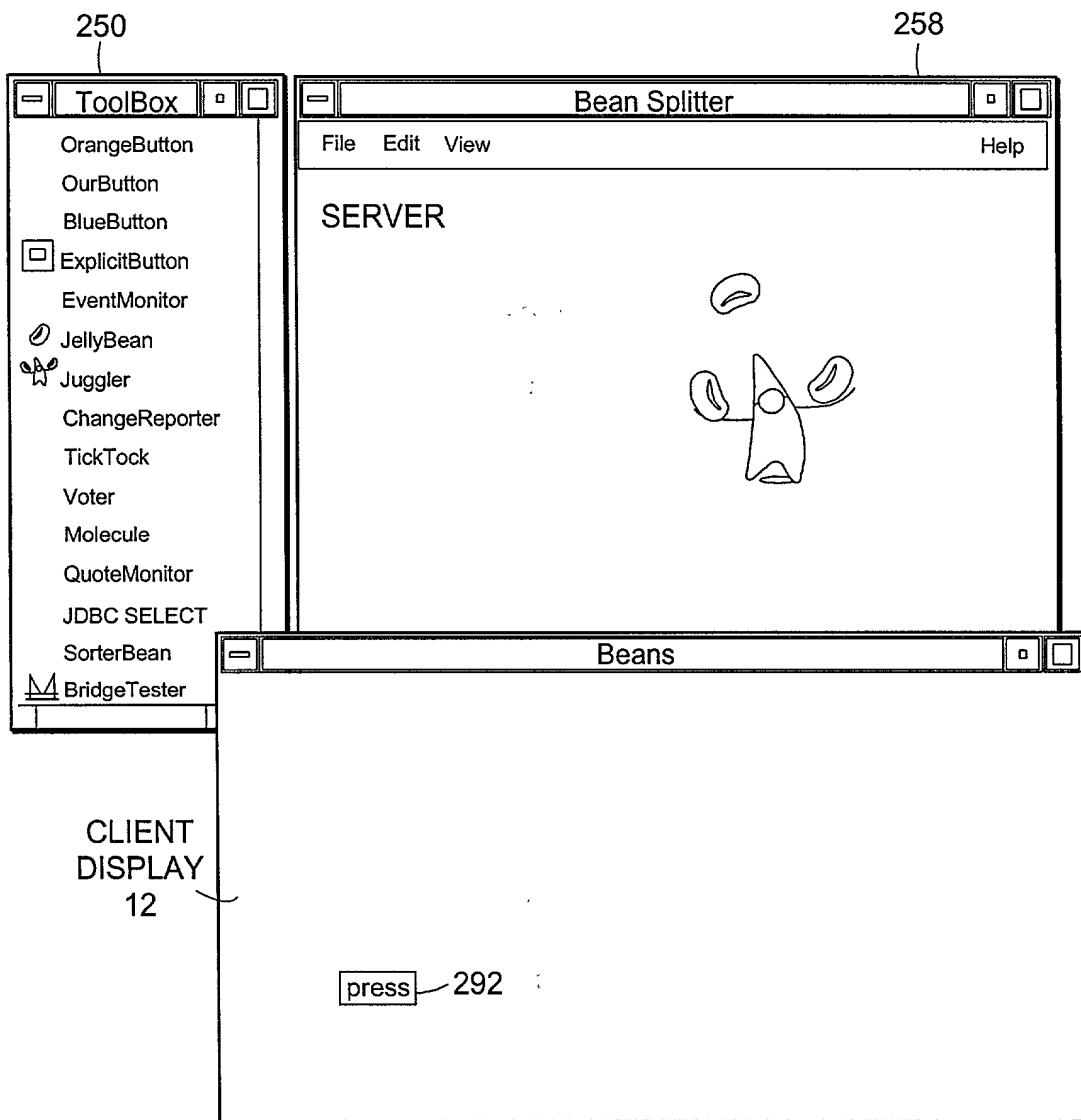 250
258
ToolBox
Bean Splitter
OrangeButton
OurButton
BlueButton
ExplicitButton
EventMonitor
JellyBean
Juggler
ChangeReporter
TickTock
Voter
Molecule
QuoteMonitor
JDBC SELECT
SorterBean
BridgeTester
File Edit View Help
SERVER
Beans
CLIENT
DISPLAY
12
press 292